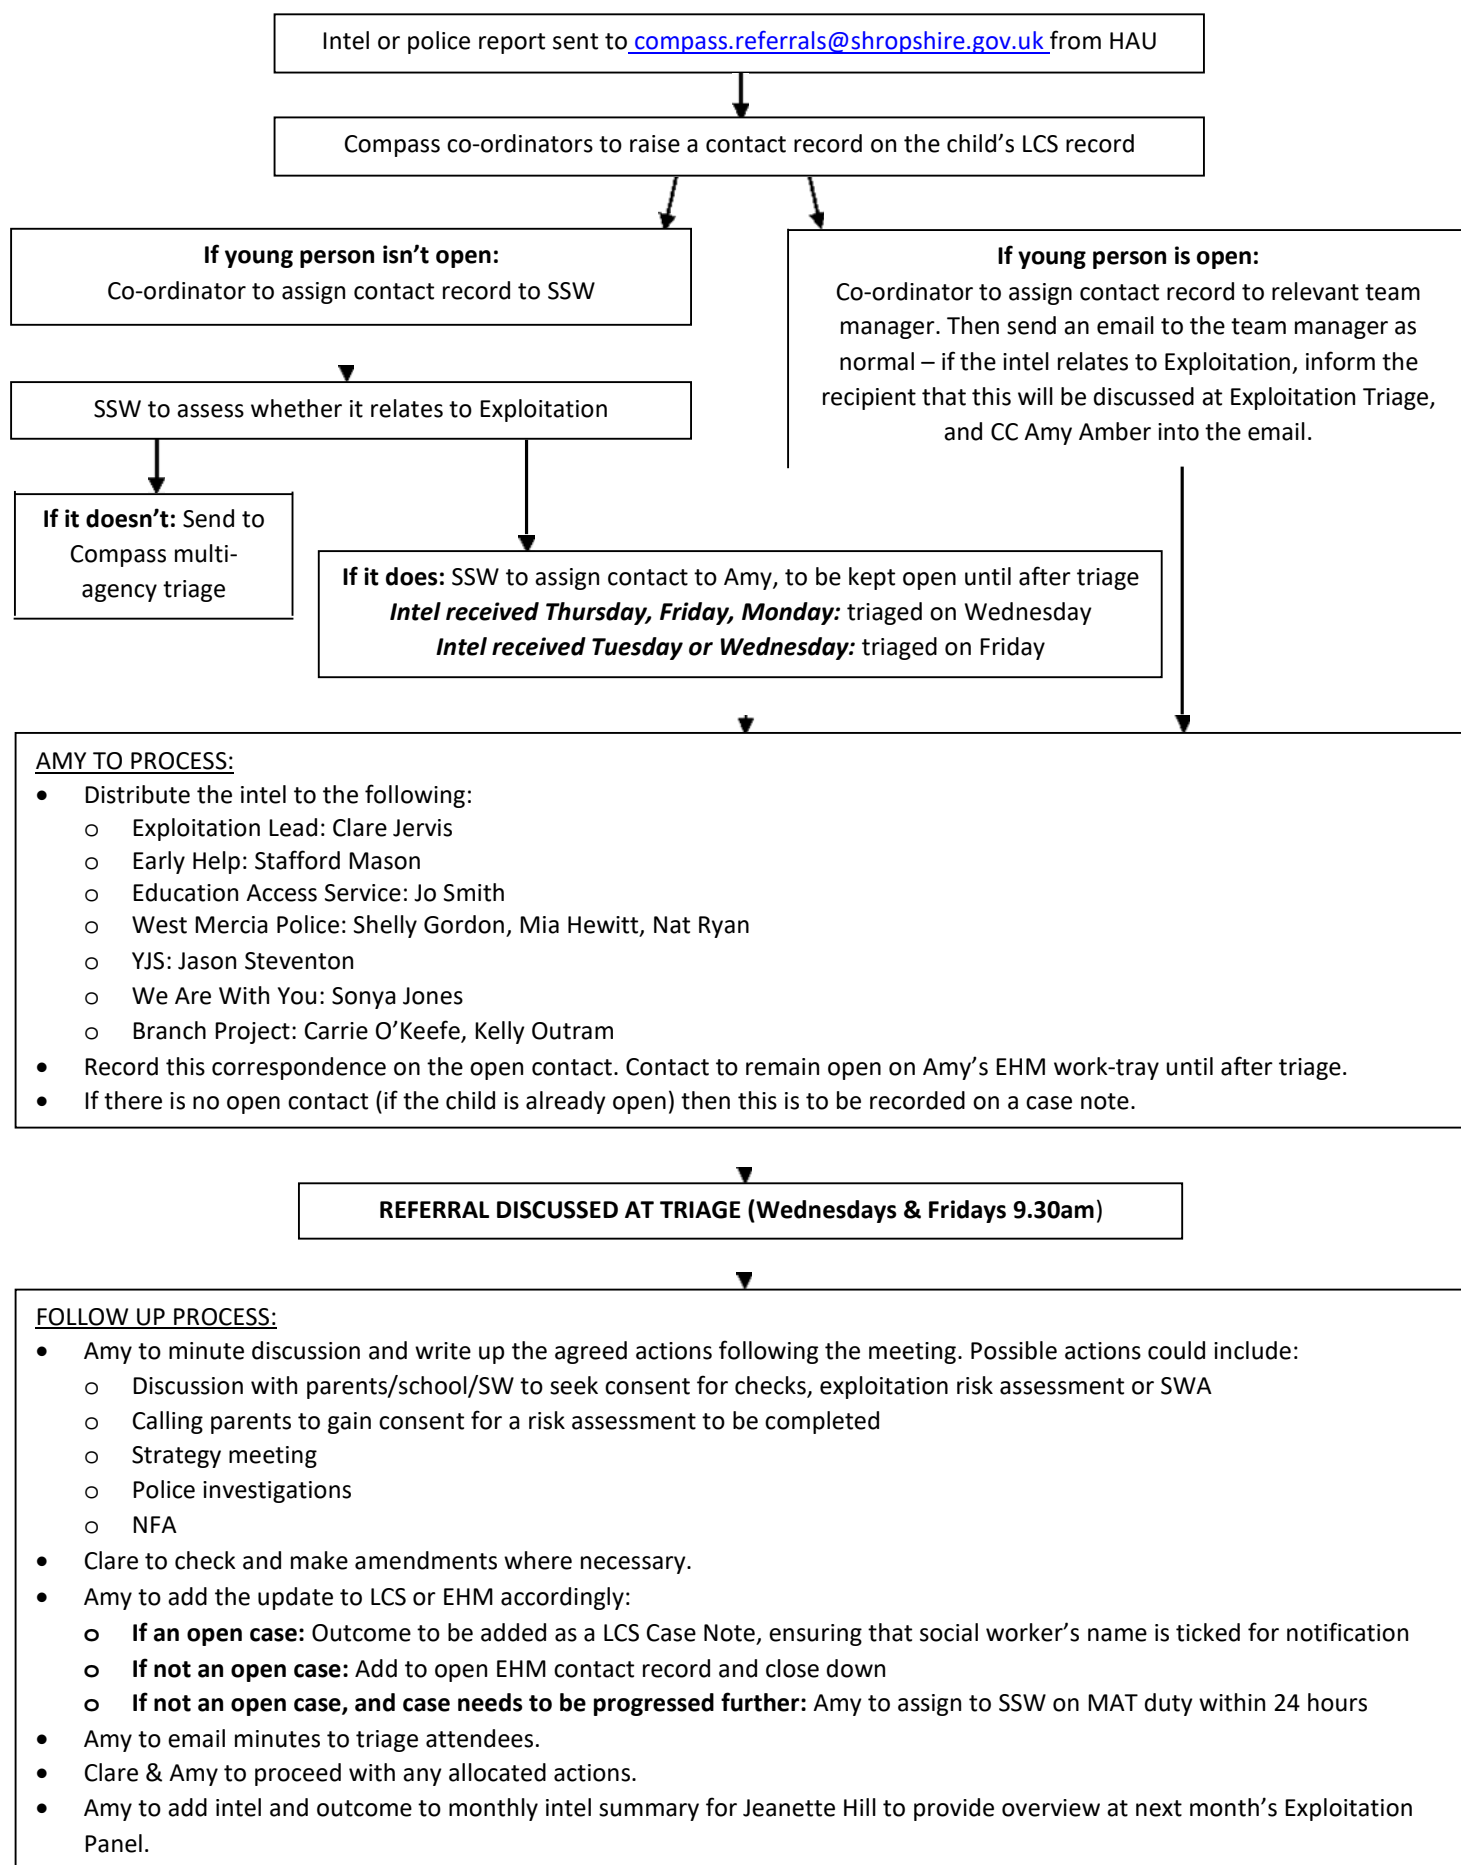 Intel or police report sent to compass.referrals@shropshire.gov.uk from HAU
Compass co-ordinators to raise a contact record on the child’s LCS record
If young person isn’t open:
Co-ordinator to assign contact record to SSW
If young person is open:
Co-ordinator to assign contact record to relevant team
manager. Then send an email to the team manager as
normal – if the intel relates to Exploitation, inform the
recipient that this will be discussed at Exploitation Triage,
and CC Amy Amber into the email.
SSW to assess whether it relates to Exploitation
If it doesn’t: Send to
Compass multi-
agency triage
If it does: SSW to assign contact to Amy, to be kept open until after triage
Intel received Thursday, Friday, Monday: triaged on Wednesday
Intel received Tuesday or Wednesday: triaged on Friday
AMY TO PROCESS:
• Distribute the intel to the following:
o Exploitation Lead: Clare Jervis
o Early Help: Stafford Mason
o Education Access Service: Jo Smith
o West Mercia Police: Shelly Gordon, Mia Hewitt, Nat Ryan
o YJS: Jason Steventon
o We Are With You: Sonya Jones
o Branch Project: Carrie O’Keefe, Kelly Outram
• Record this correspondence on the open contact. Contact to remain open on Amy’s EHM work-tray until after triage.
• If there is no open contact (if the child is already open) then this is to be recorded on a case note.
REFERRAL DISCUSSED AT TRIAGE (Wednesdays & Fridays 9.30am)
FOLLOW UP PROCESS:
• Amy to minute discussion and write up the agreed actions following the meeting. Possible actions could include:
o Discussion with parents/school/SW to seek consent for checks, exploitation risk assessment or SWA
o Calling parents to gain consent for a risk assessment to be completed
o Strategy meeting
o Police investigations
o NFA
• Clare to check and make amendments where necessary.
• Amy to add the update to LCS or EHM accordingly:
o If an open case: Outcome to be added as a LCS Case Note, ensuring that social worker’s name is ticked for notification
o If not an open case: Add to open EHM contact record and close down
o If not an open case, and case needs to be progressed further: Amy to assign to SSW on MAT duty within 24 hours
• Amy to email minutes to triage attendees.
• Clare & Amy to proceed with any allocated actions.
• Amy to add intel and outcome to monthly intel summary for Jeanette Hill to provide overview at next month’s Exploitation
Panel.